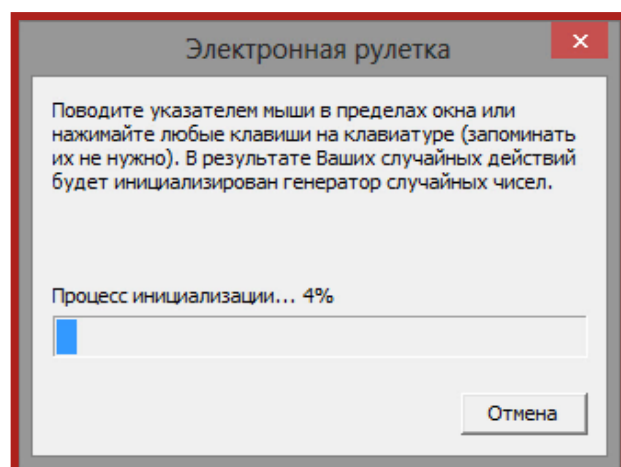 Электронная рулетка
Поводите указателем мыши в пределах окна или
нажимайте любые клавиши на клавиатуре (запоминать
их не нужно). В результате Ваших случайных действий
будет инициализирован генератор случайных чисел.
Процесс инициализации... 4%
Отмена